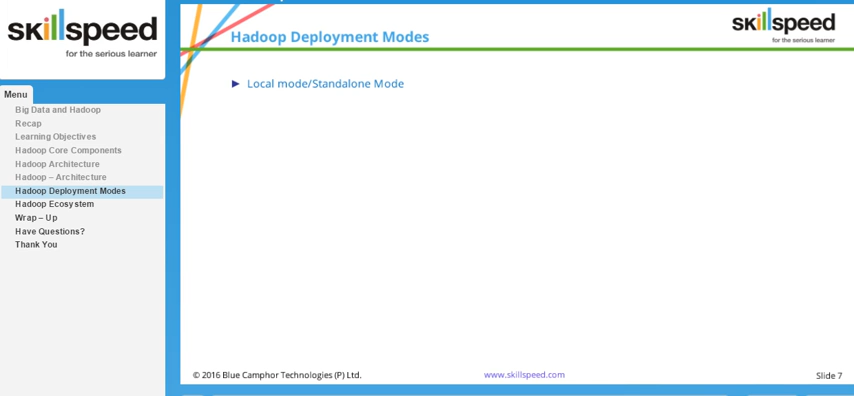 skillspeed
for the serious learner
Menu
Big Data and Hadoop
Recap
Learning Objectives
Hadoop Core Components
Hadoop Architecture
Hadoop – Architecture
Hadoop Deployment Modes
Hadoop Ecosystem
Wrap – Up
Have Questions?
Thank You
Hadoop Deployment Modes
skillspeed
for the serious learner
► Local mode/Standalone Mode
© 2016 Blue Camphor Technologies (P) Ltd.
www.skillspeed.com
Slide 7